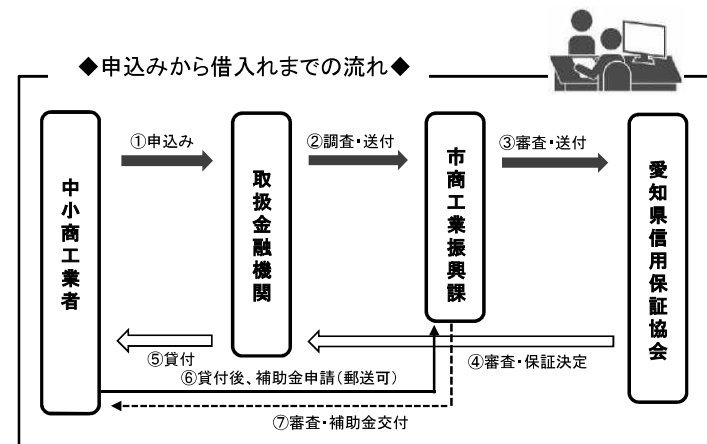 ◆申込みから借入れまでの流れ◆
①申込み
②調査・送付
③審査・送付
中小商工業者
取扱金融機関
市商工業振興課
愛知県信用保証協会
⑤貸付
④審査・保証決定
⑥貸付後、補助金申請(郵送可)
⑦審査・補助金交付